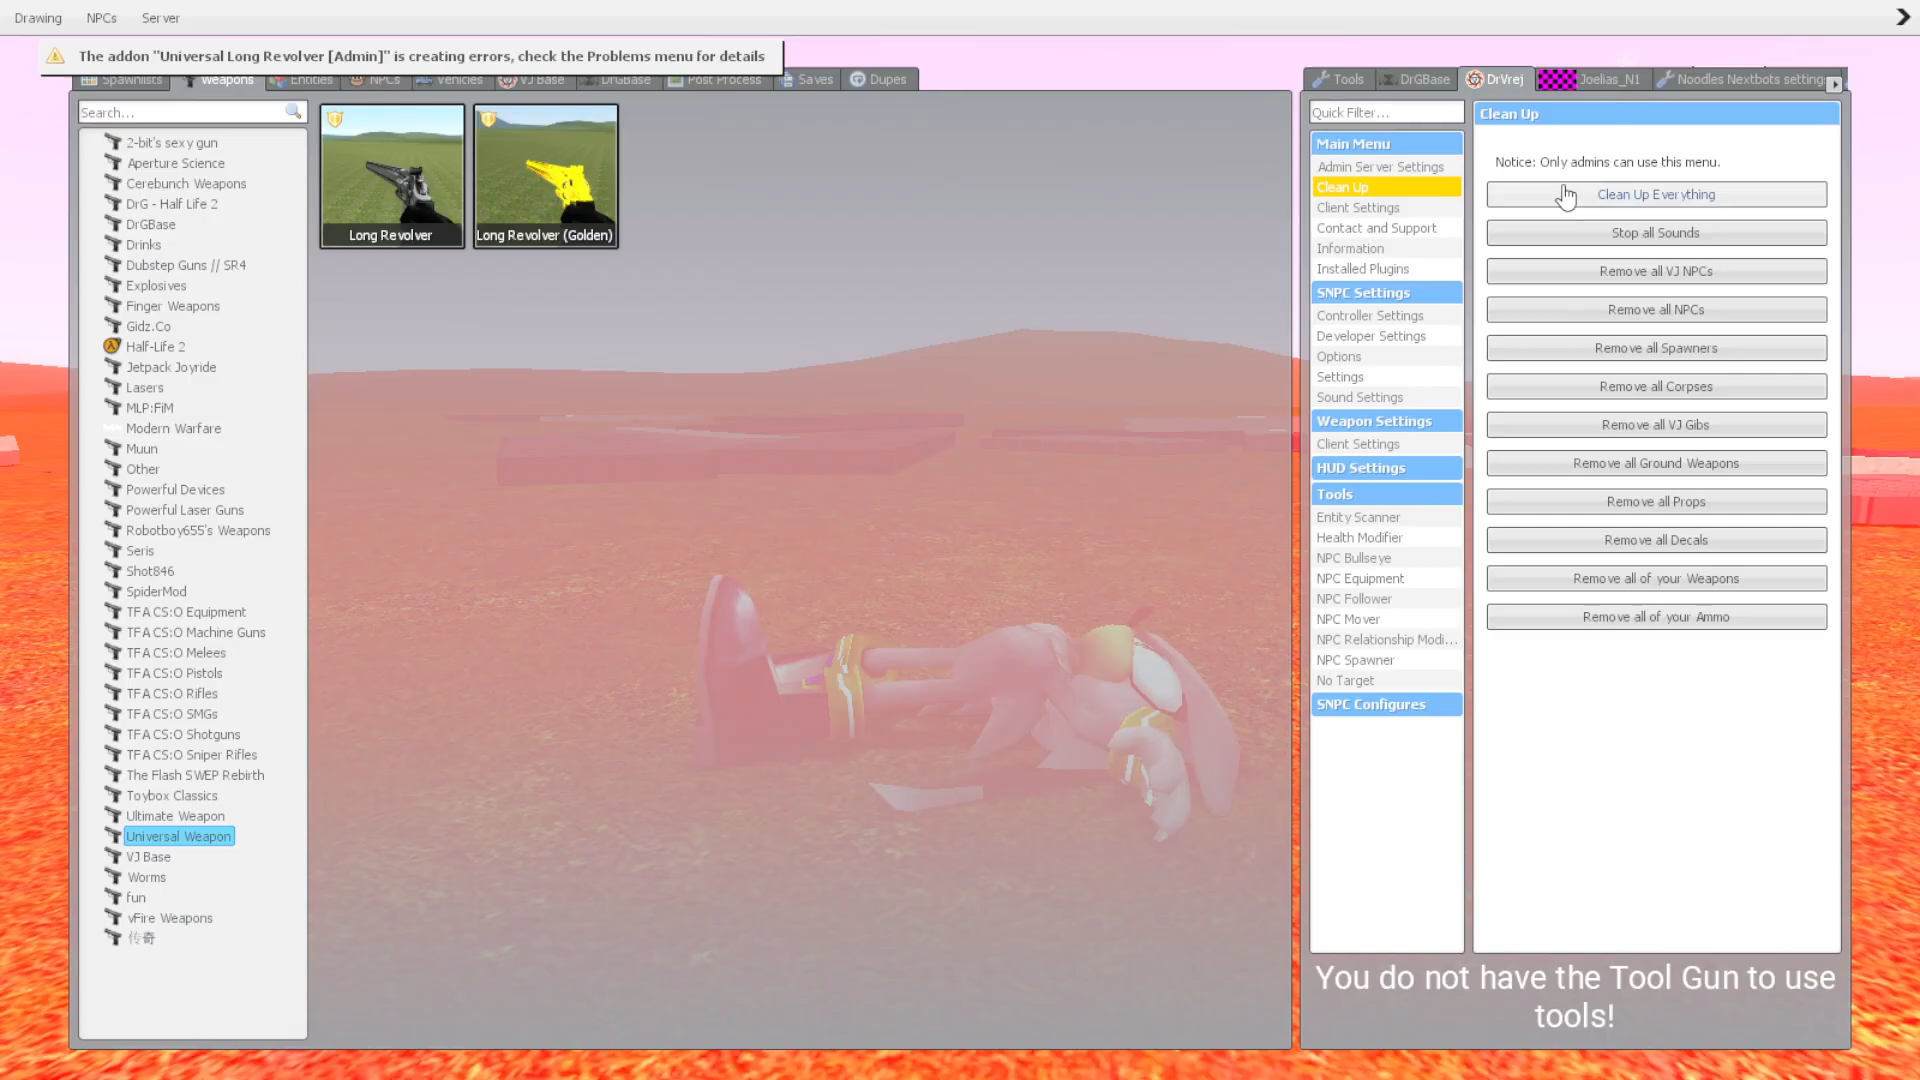 Drawing
NPCs
Server
The addon "Universal Long Revolver [Admin]" is creating errors, check the Problems menu for details
Spawnlists
Weapons
Entities
NPCs
Vehicles
VJ Base
DrGBase
Post Process
Saves
Dupes
Tools
DrGBase
DrVrej
Joelias_N1
Noodles Nextbots setting
Search...
2-bit's sexy gun
Aperture Science
Cerebunch Weapons
DrG - Half Life 2
DrGBase
Drinks
Dubstep Guns // SR4
Explosives
Finger Weapons
Gidz.Co
Half-Life 2
Jetpack Joyride
Lasers
MLP:FiM
Modern Warfare
Muun
Other
Powerful Devices
Powerful Laser Guns
Robotboy655's Weapons
Seris
Shot846
SpiderMod
TFA CS:O Equipment
TFA CS:O Machine Guns
TFA CS:O Melees
TFA CS:O Pistols
TFA CS:O Rifles
TFA CS:O SMGs
TFA CS:O Shotguns
TFA CS:O Sniper Rifles
The Flash SWEP Rebirth
Toybox Classics
Ultimate Weapon
Universal Weapon
VJ Base
Worms
fun
vFire Weapons
传奇
Long Revolver
Long Revolver (Golden)
Quick Filter...
Main Menu
Admin Server Settings
Clean Up
Client Settings
Contact and Support
Information
Installed Plugins
SNPC Settings
Controller Settings
Developer Settings
Options
Settings
Sound Settings
Weapon Settings
Client Settings
HUD Settings
Tools
Entity Scanner
Health Modifier
NPC Bullseye
NPC Equipment
NPC Follower
NPC Mover
NPC Relationship Modi...
NPC Spawner
No Target
SNPC Configures
Clean Up
Notice: Only admins can use this menu.
Clean Up Everything
Stop all Sounds
Remove all VJ NPCs
Remove all NPCs
Remove all Spawners
Remove all Corpses
Remove all VJ Gibs
Remove all Ground Weapons
Remove all Props
Remove all Decals
Remove all of your Weapons
Remove all of your Ammo
You do not have the Tool Gun to use
tools!